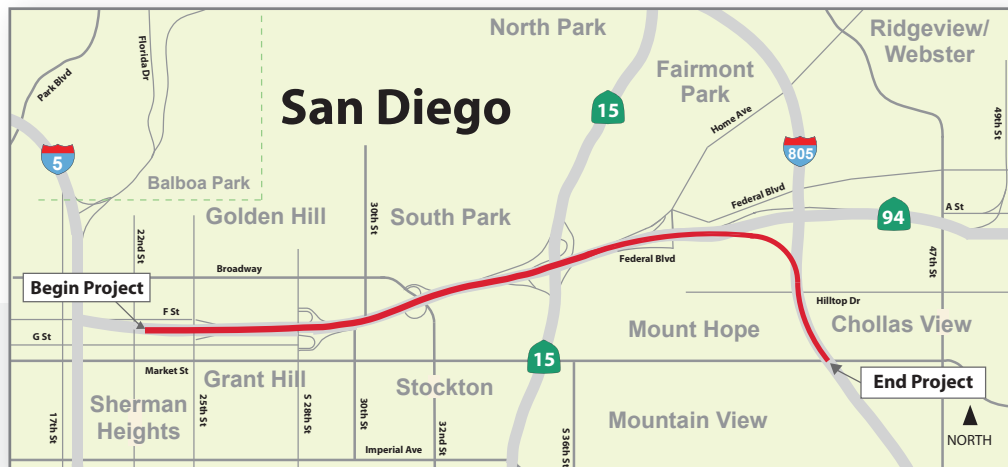 North Park
Ridgeview/
Webster
Park Blvd
Florida Dr
San Diego
15
Fairmont
Park
Home Ave
49th St
5
805
Balboa Park
Federal Blvd
Golden Hill
30th St
South Park
94
A St
22nd St
Broadway
Federal Blvd
47th St
Begin Project
Hilltop Dr
F St
Mount Hope
Chollas View
G St
15
Market St
Grant Hill
Stockton
End Project
Sherman
Heights
17th St
25th St
S 28th St
30th St
32nd St
S 36th St
Mountain View
Imperial Ave
NORTH